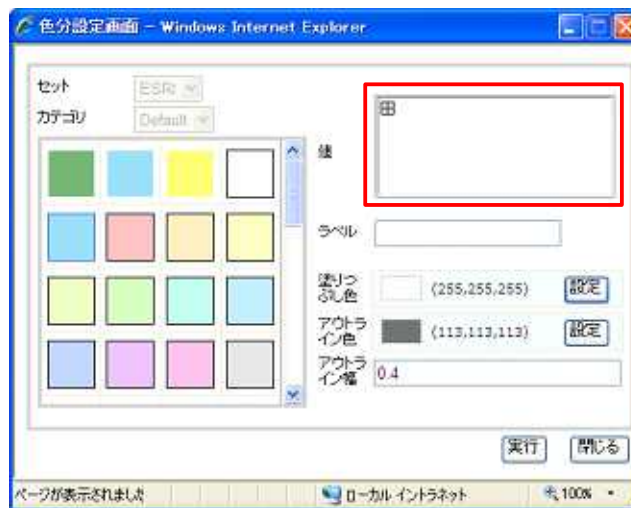 色分設定画面 - Windows Internet Explorer
セット ESRI
カテゴリ Default
値 田
ラベル
塗りつぶし色 (255,255,255) 設定
アウトライン色 (113,113,113) 設定
アウトライン幅 0.4
実行 閉じる
ページが表示されました ローカル イントラネット 100%